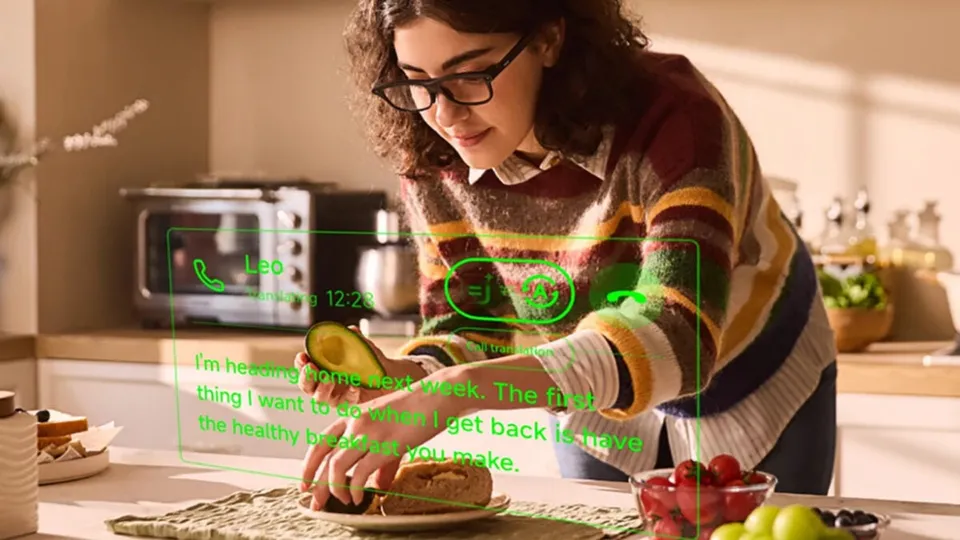 Leo
Translating 12:28
Call translation
I'm heading home next week. The first
thing I want to do when I get back is have
the healthy breakfast you make.